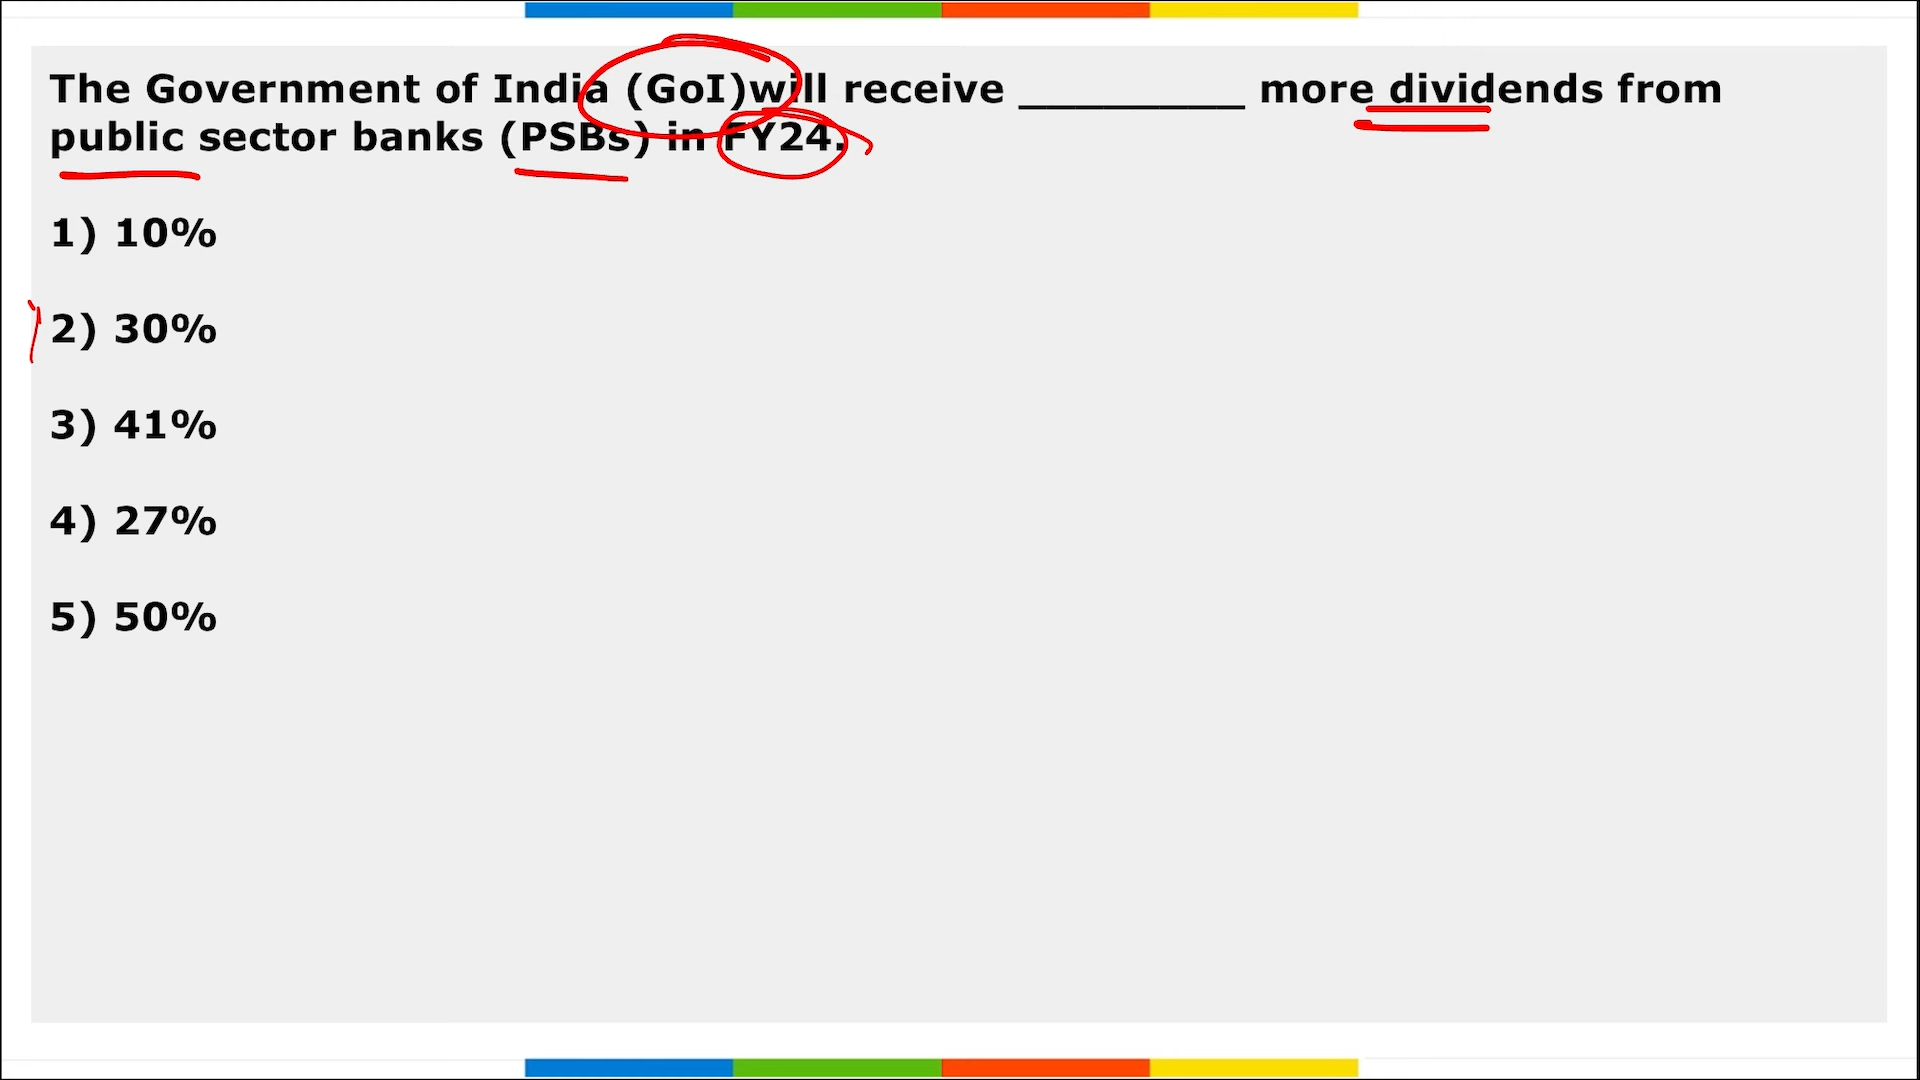 The Government of India (GoI)will receive __________ more dividends from
public sector banks (PSBs) in FY24.
1) 10%
2) 30%
3) 41%
4) 27%
5) 50%